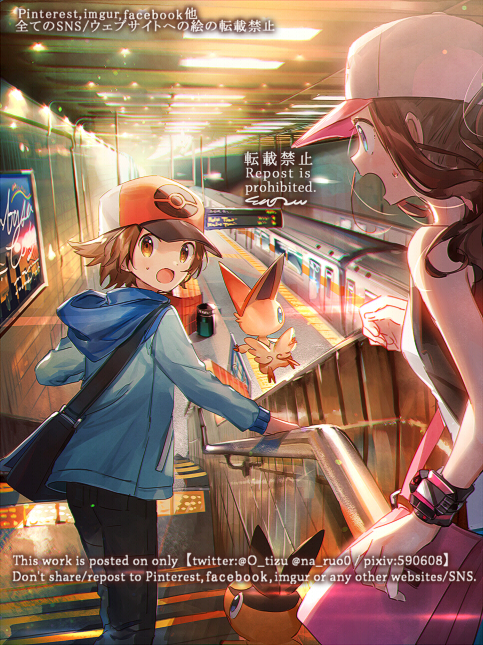 Pinterest,imgur,facebook他
全てのSNS/ウェブサイトへの絵の転載禁止
転載禁止
Repost is
prohibited.
This work is posted on only【twitter:@O_tizu @na_ruo0 / pixiv:590608】
Don't share/repost to Pinterest,facebook,imgur or any other websites/SNS.